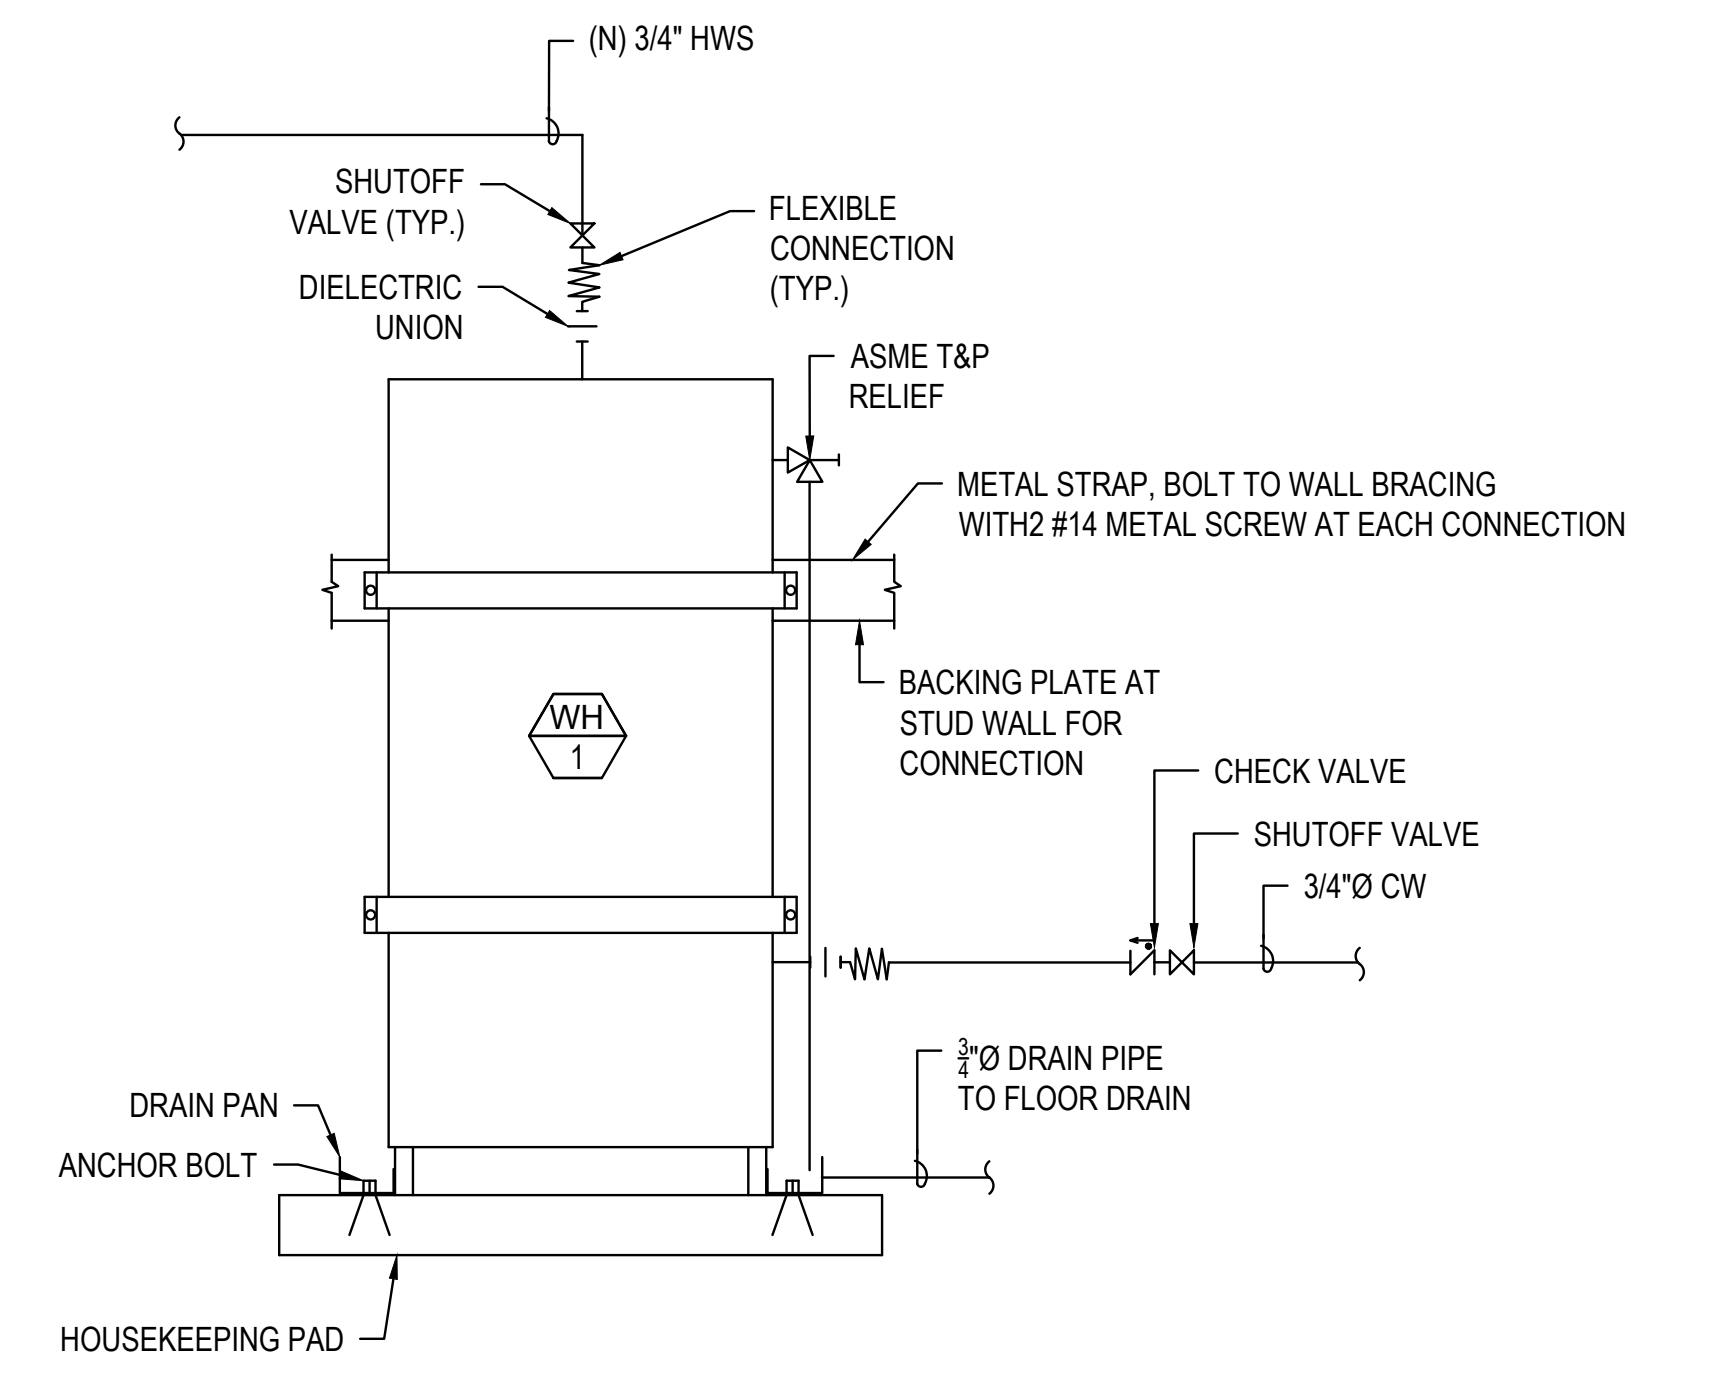 (N) 3/4" HWS
SHUTOFF
VALVE (TYP.)
FLEXIBLE
CONNECTION
(TYP.)
DIELECTRIC
UNION
ASME T&P
RELIEF
METAL STRAP, BOLT TO WALL BRACING
WITH2 #14 METAL SCREW AT EACH CONNECTION
BACKING PLATE AT
STUD WALL FOR
CONNECTION
WH
1
CHECK VALVE
SHUTOFF VALVE
3/4"Ø CW
3/4"Ø DRAIN PIPE
TO FLOOR DRAIN
DRAIN PAN
ANCHOR BOLT
HOUSEKEEPING PAD